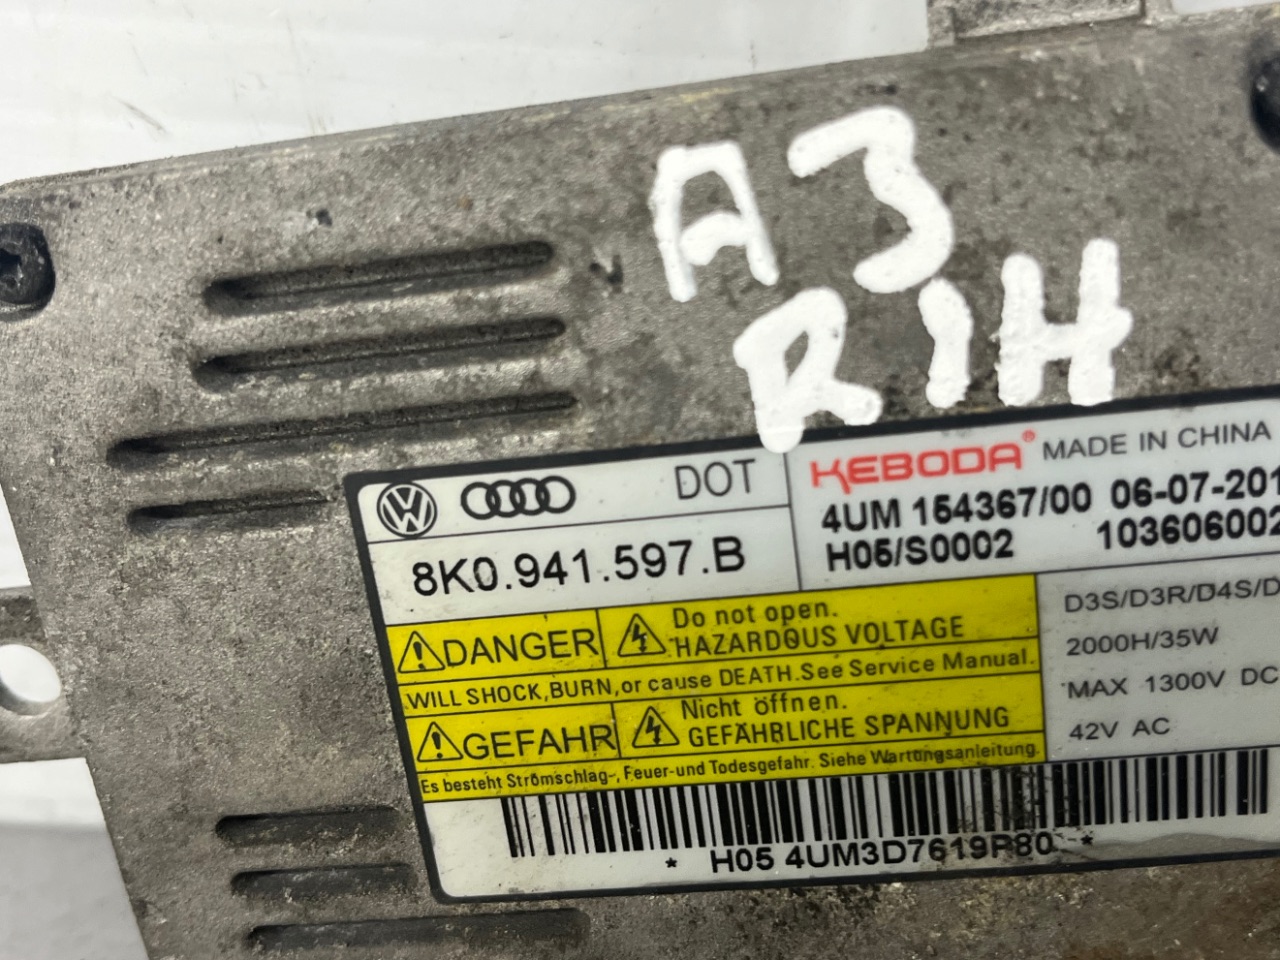 A3
R1H
DOT
8K0.941.597.B
KEBODA® MADE IN CHINA
4UM 154367/00 06-07-201
H05/S0002 103606002
DANGER
Do not open.
HAZARDOUS VOLTAGE
WILL SHOCK, BURN, or cause DEATH. See Service Manual.
GEFAHR
Nicht öffnen.
GEFÄHRLICHE SPANNUNG
Es besteht Strömschlag-, Feuer-und Todesgefahr. Siehe Wartungsanleitung.
D3S/D3R/D4S/D
2000H/35W
MAX 1300V DC
42V AC
* H05 4UM3D7619P80 *